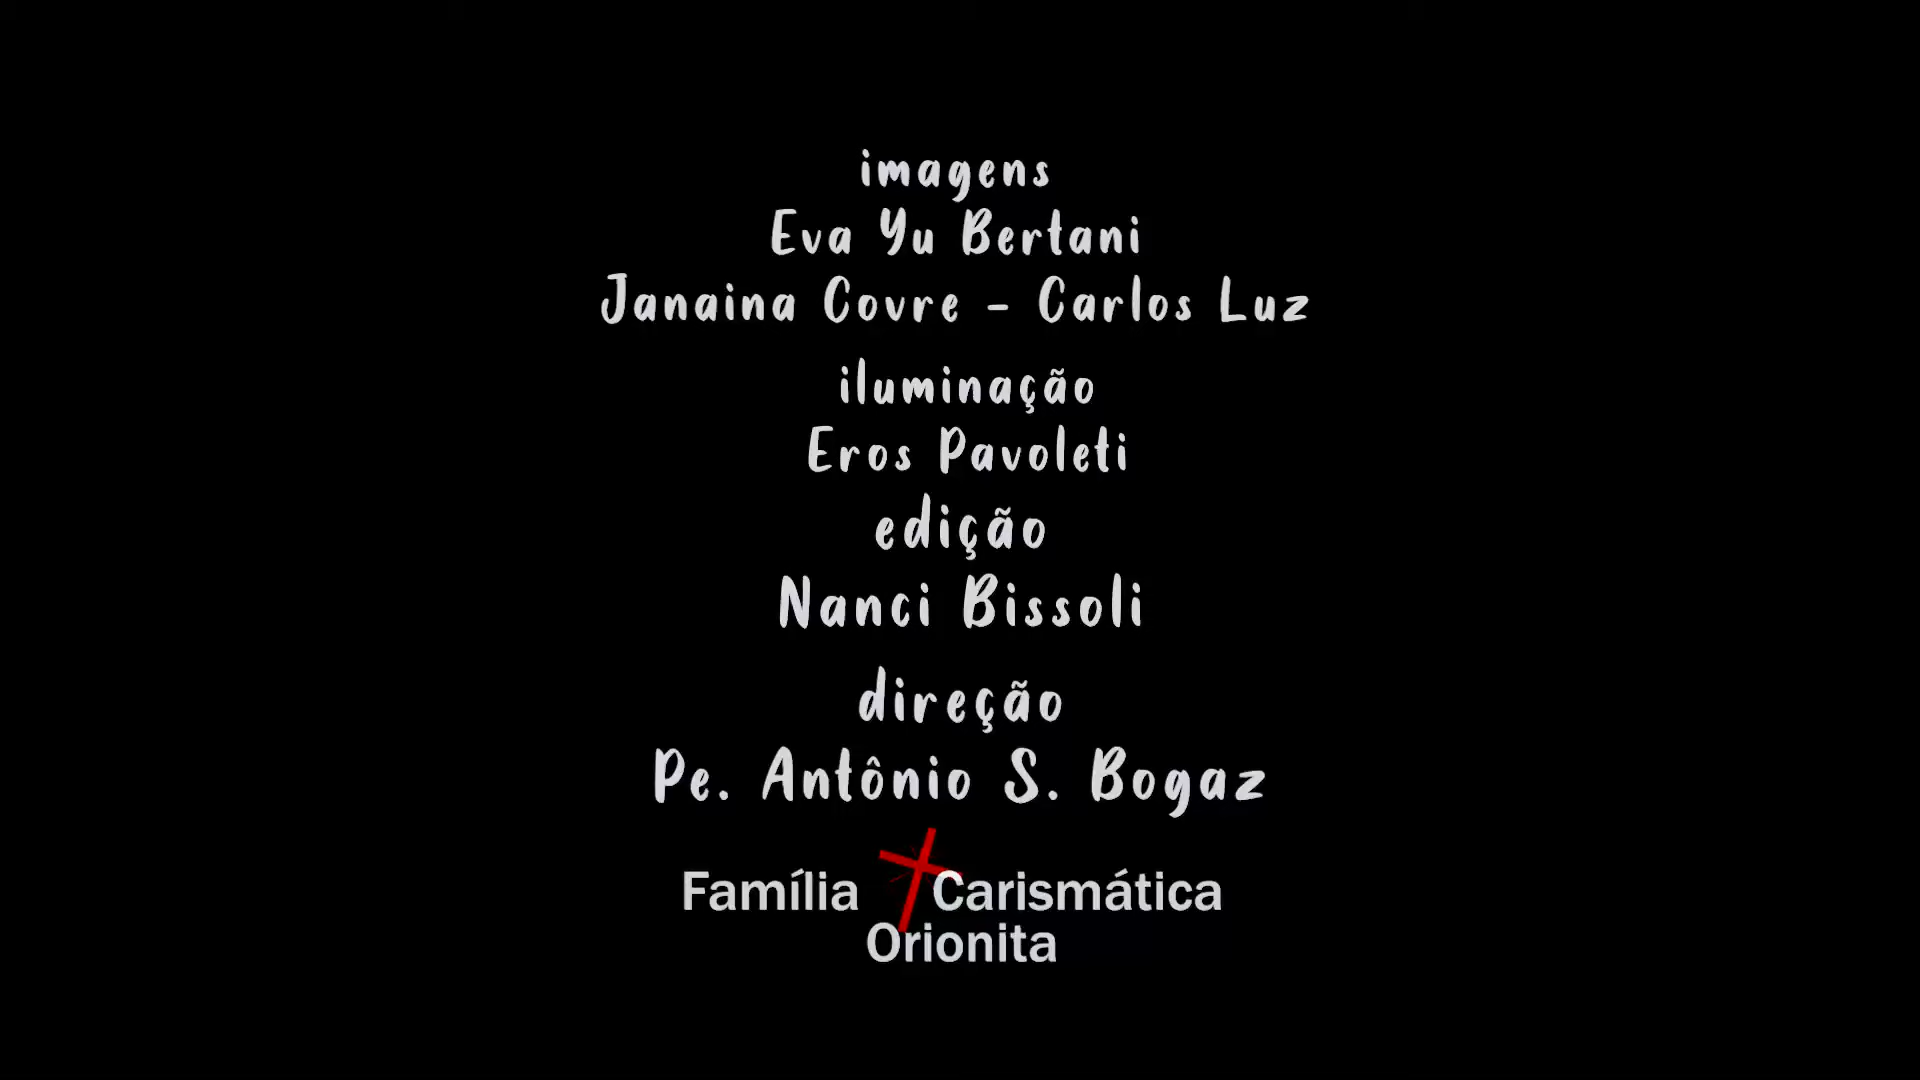 imagens
Eva Yu Bertani
Janaina Covre - Carlos Luz
iluminação
Eros Pavoleti
edição
Nanci Bissoli
direção
Pe. Antônio S. Bogaz
Família Carismática
Orionita